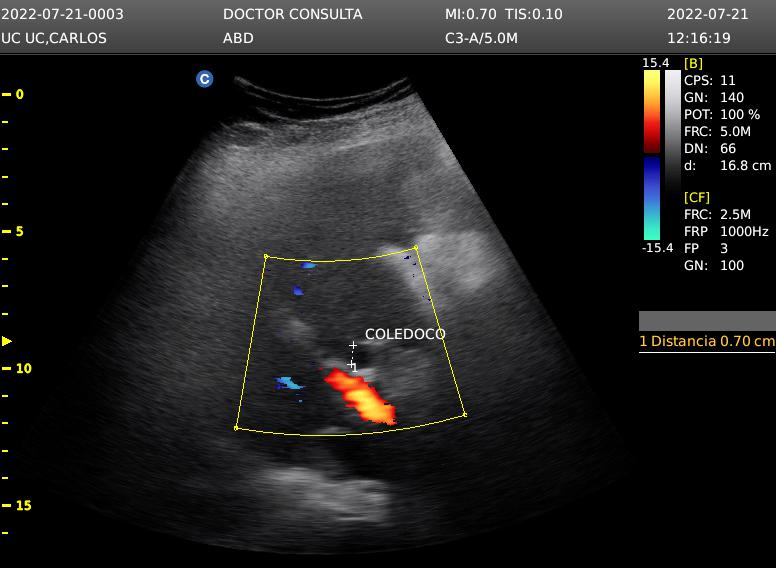 2022-07-21-0003 DOCTOR CONSULTA MI:0.70 TIS:0.10 2022-07-21
UC UC,CARLOS ABD C3-A/5.0M 12:16:19
C
15.4 [B]
CPS: 11
GN: 140
POT: 100 %
FRC: 5.0M
DN: 66
d: 16.8 cm
[CF]
FRC: 2.5M
FRP 1000Hz
-15.4 FP 3
GN: 100
0
5
10
15
COLEDOCO
1
1 Distancia 0.70 cm